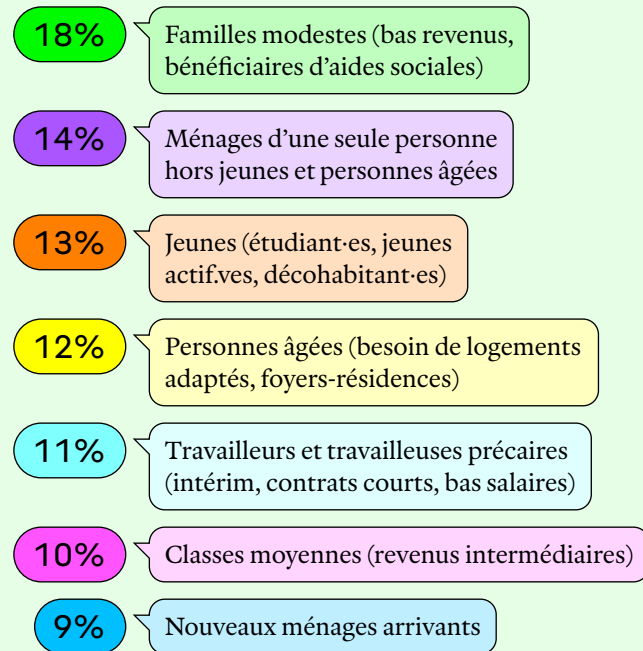 18%
Familles modestes (bas revenus,
bénéficiaires d’aides sociales)
14%
Ménages d’une seule personne
hors jeunes et personnes âgées
13%
Jeunes (étudiant·es, jeunes
actif.ves, décohabitant·es)
12%
Personnes âgées (besoin de logements
adaptés, foyers-résidences)
11%
Travailleurs et travailleuses précaires
(intérim, contrats courts, bas salaires)
10%
Classes moyennes (revenus intermédiaires)
9%
Nouveaux ménages arrivants